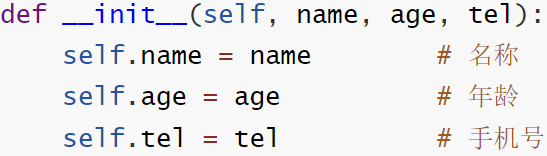 def __init__(self, name, age, tel):
    self.name = name        # 名称
    self.age = age          # 年龄
    self.tel = tel          # 手机号